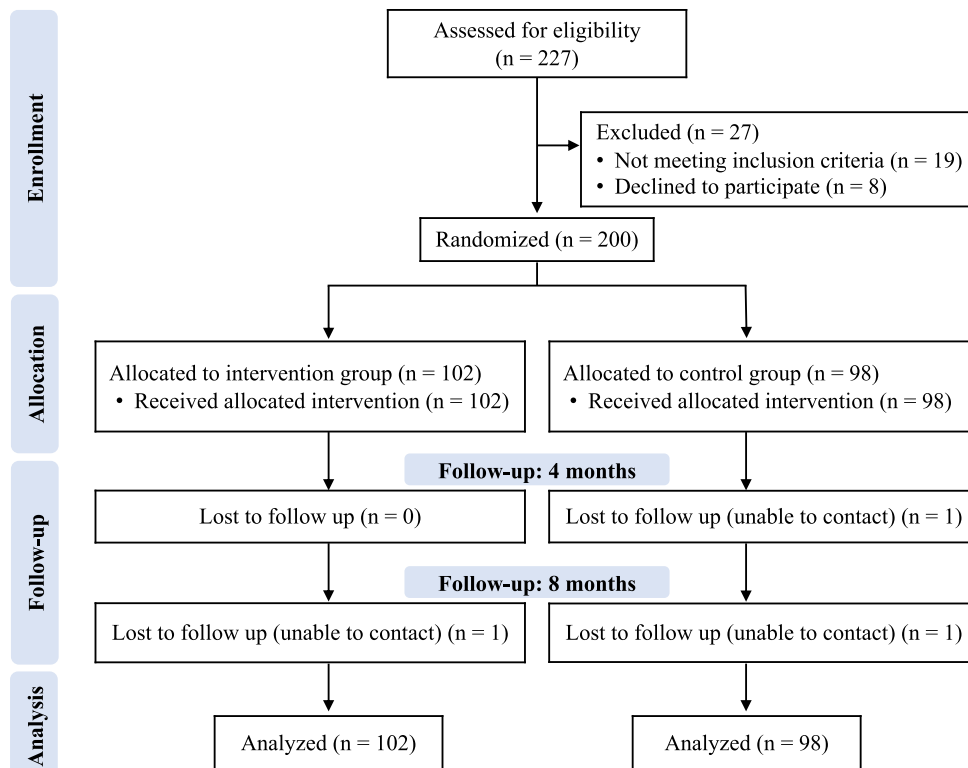 Enrollment
Assessed for eligibility
(n = 227)
Excluded (n = 27)
• Not meeting inclusion criteria (n = 19)
• Declined to participate (n = 8)
Randomized (n = 200)
Allocation
Allocated to intervention group (n = 102)
• Received allocated intervention (n = 102)
Allocated to control group (n = 98)
• Received allocated intervention (n = 98)
Follow-up
Follow-up: 4 months
Lost to follow up (n = 0)
Lost to follow up (unable to contact) (n = 1)
Follow-up: 8 months
Lost to follow up (unable to contact) (n = 1)
Lost to follow up (unable to contact) (n = 1)
Analysis
Analyzed (n = 102)
Analyzed (n = 98)